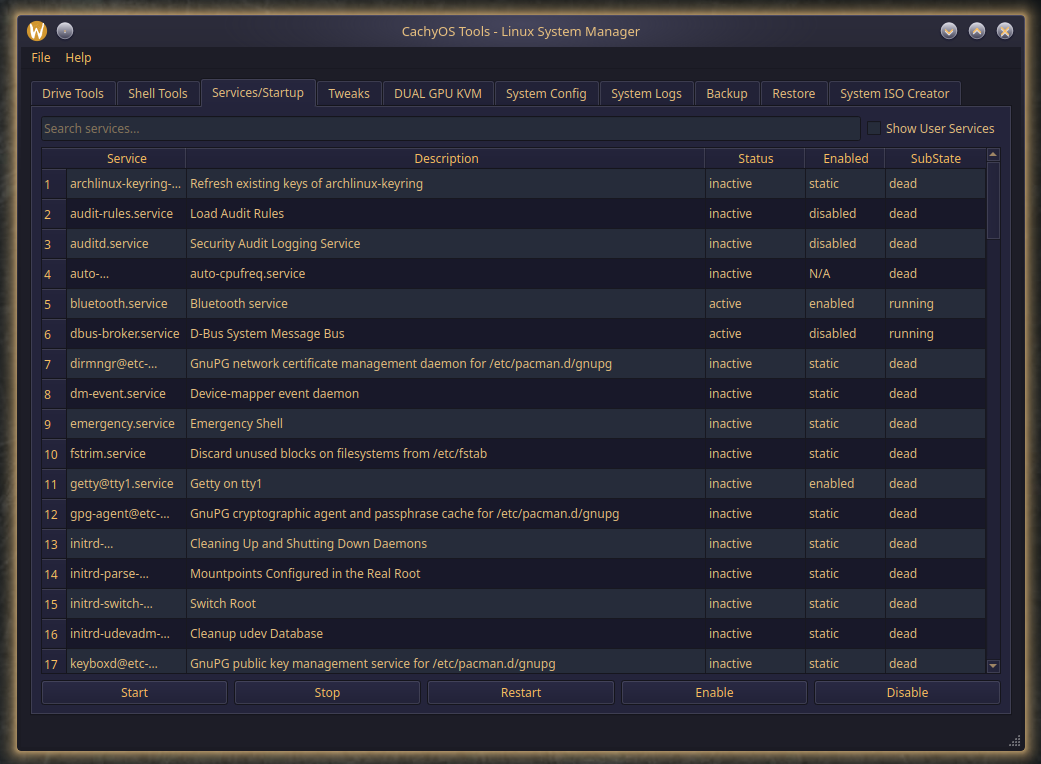 W
CachyOS Tools - Linux System Manager
File Help
Drive Tools Shell Tools Services/Startup Tweaks DUAL GPU KVM System Config System Logs Backup Restore System ISO Creator
Search services... Show User Services
Service Description Status Enabled SubState
1 archlinux-keyring-... Refresh existing keys of archlinux-keyring inactive static dead
2 audit-rules.service Load Audit Rules inactive disabled dead
3 auditd.service Security Audit Logging Service inactive disabled dead
4 auto-... auto-cpufreq.service inactive N/A dead
5 bluetooth.service Bluetooth service active enabled running
6 dbus-broker.service D-Bus System Message Bus active disabled running
7 dirmngr@etc-... GnuPG network certificate management daemon for /etc/pacman.d/gnupg inactive static dead
8 dm-event.service Device-mapper event daemon inactive static dead
9 emergency.service Emergency Shell inactive static dead
10 fstrim.service Discard unused blocks on filesystems from /etc/fstab inactive static dead
11 getty@tty1.service Getty on tty1 inactive enabled dead
12 gpg-agent@etc-... GnuPG cryptographic agent and passphrase cache for /etc/pacman.d/gnupg inactive static dead
13 initrd-... Cleaning Up and Shutting Down Daemons inactive static dead
14 initrd-parse-... Mountpoints Configured in the Real Root inactive static dead
15 initrd-switch-... Switch Root inactive static dead
16 initrd-udevadm-... Cleanup udev Database inactive static dead
17 keyboxd@etc-... GnuPG public key management service for /etc/pacman.d/gnupg inactive static dead
Start Stop Restart Enable Disable